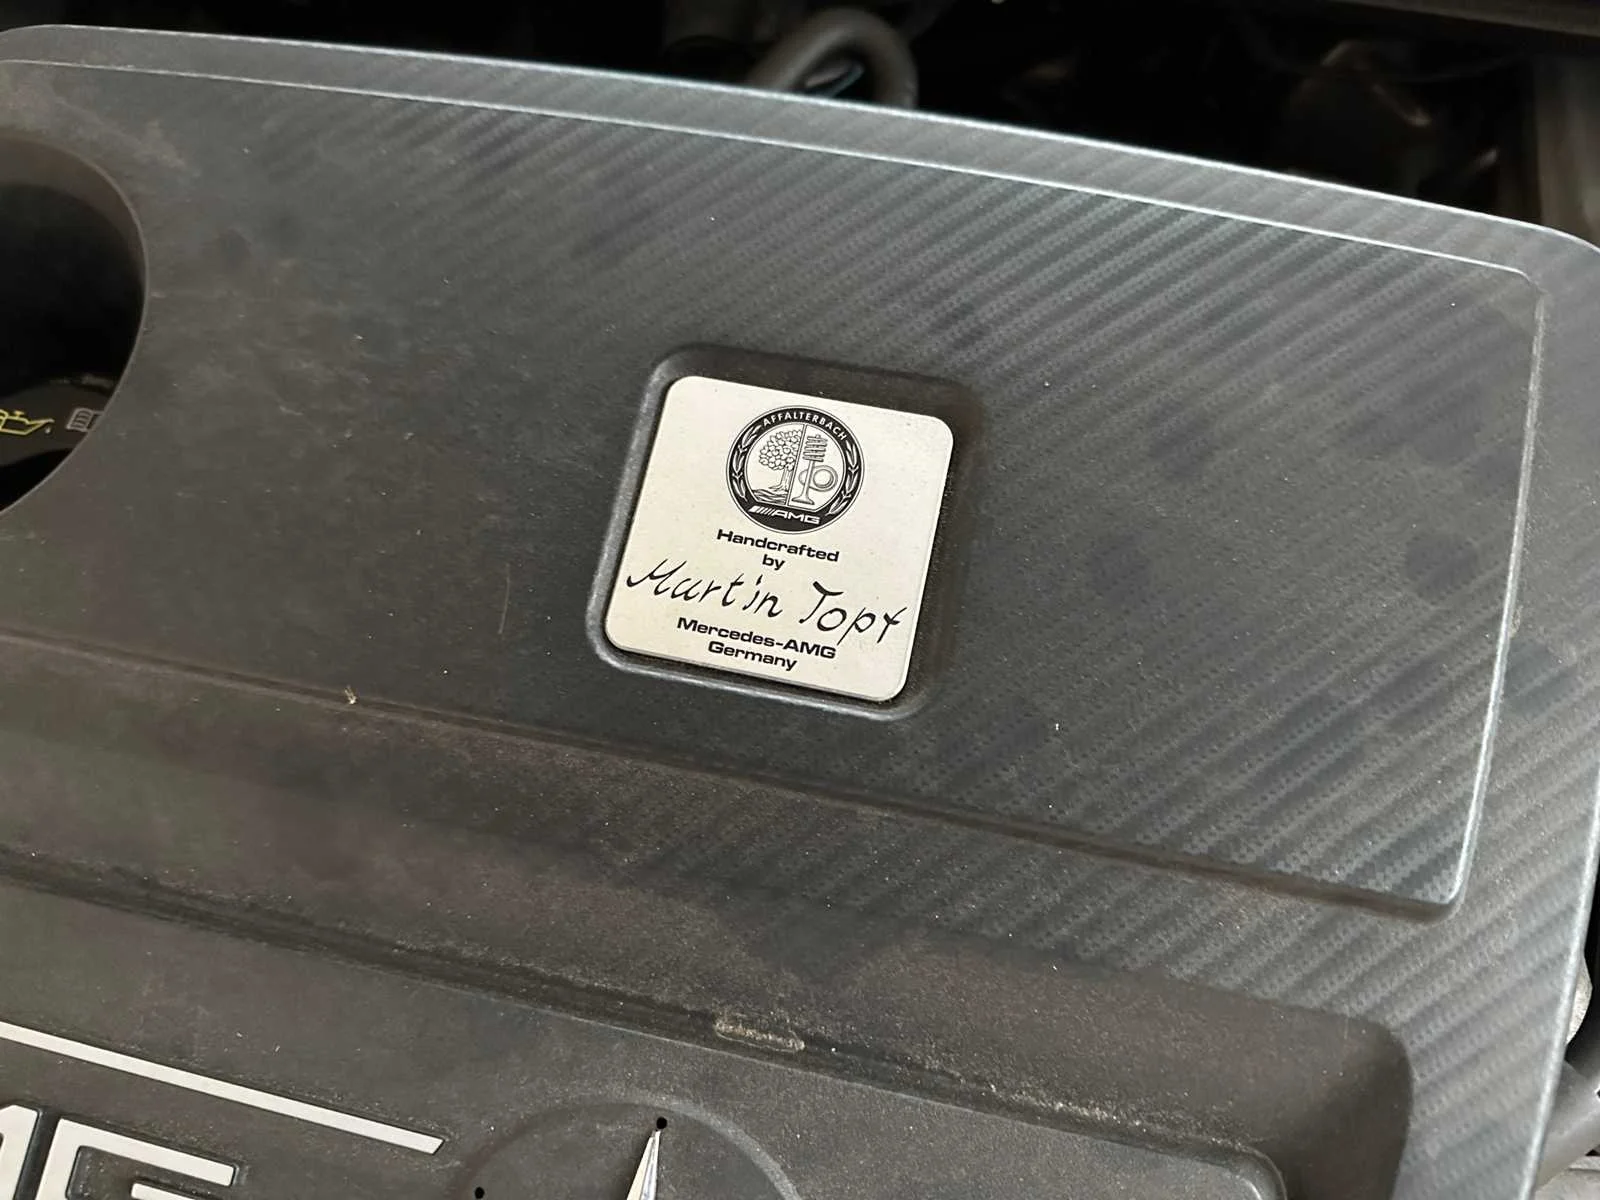 AFFALTERBACH
AMG
Handcrafted
by
Martin Topf
Mercedes-AMG
Germany